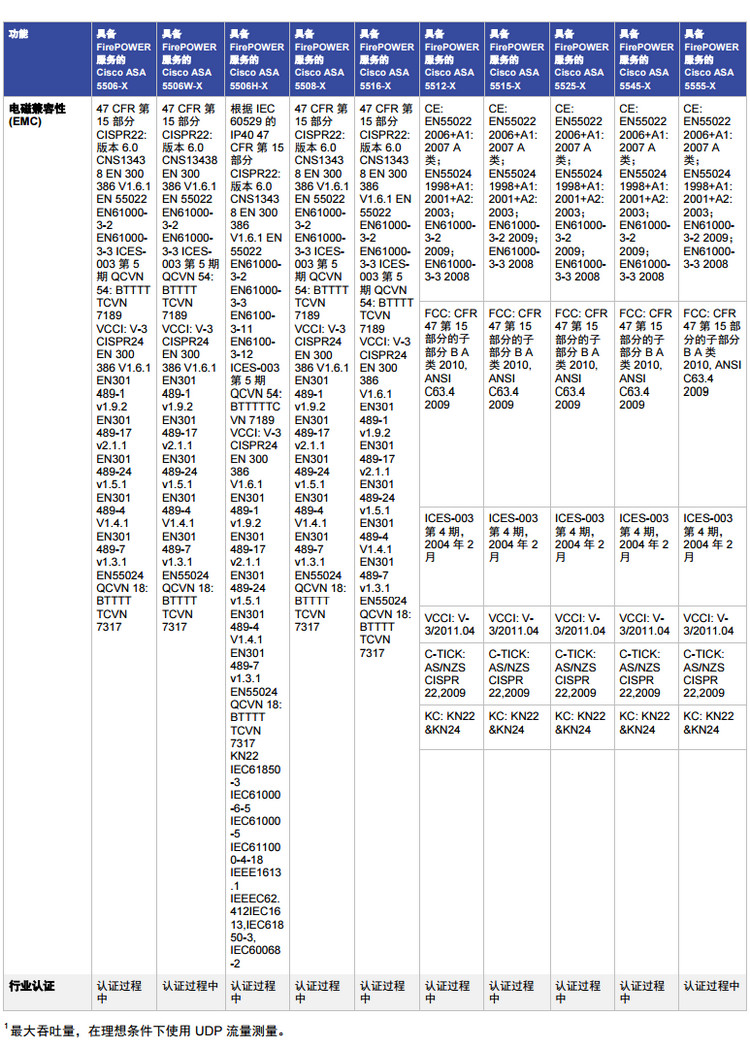 功能
具备
FirePOWER
服务的
Cisco ASA
5506-X
具备
FirePOWER
服务的
Cisco ASA
5506W-X
具备
FirePOWER
服务的
Cisco ASA
5506H-X
具备
FirePOWER
服务的
Cisco ASA
5508-X
具备
FirePOWER
服务的
Cisco ASA
5516-X
具备
FirePOWER
服务的
Cisco ASA
5512-X
具备
FirePOWER
服务的
Cisco ASA
5515-X
具备
FirePOWER
服务的
Cisco ASA
5525-X
具备
FirePOWER
服务的
Cisco ASA
5545-X
具备
FirePOWER
服务的
Cisco ASA
5555-X
电磁兼容性
(EMC)
47 CFR 第
15 部分
CISPR22:
版本 6.0
CNS1343
8 EN 300
386 V1.6.1
EN 55022
EN61000-
3-2
EN61000-
3-3 ICES-
003 第 5
期 QCVN
54: BTTTT
TCVN
7189
VCCI: V-3
CISPR24
EN 300
386 V1.6.1
EN301
489-1
v1.9.2
EN301
489-17
v2.1.1
EN301
489-24
v1.5.1
EN301
489-4
V1.4.1
EN301
489-7
v1.3.1
EN55024
QCVN 18:
BTTTT
TCVN
7317
47 CFR 第
15 部分
CISPR22:
版本 6.0
CNS13438
EN 300
386 V1.6.1
EN 55022
EN61000-
3-2
EN61000-
3-3 ICES-
003 第 5 期
QCVN 54:
BTTTT
TCVN
7189
VCCI: V-3
CISPR24
EN 300
386 V1.6.1
EN301
489-1
v1.9.2
EN301
489-17
v2.1.1
EN301
489-24
v1.5.1
EN301
489-4
V1.4.1
EN301
489-7
v1.3.1
EN55024
QCVN 18:
BTTTT
TCVN
7317
根据 IEC
60529 的
IP40 47
CFR 第 15
部分
CISPR22:
版本 6.0
CNS1343
8 EN 300
386
V1.6.1 EN
55022
EN61000-
3-2
EN61000-
3-3
EN6100-
3-11
EN6100-
3-12
ICES-003
第 5 期
QCVN 54:
BTTTTTC
VN 7189
VCCI: V-3
CISPR24
EN 300
386
V1.6.1
EN301
489-1
v1.9.2
EN301
489-17
v2.1.1
EN301
489-24
v1.5.1
EN301
489-4
V1.4.1
EN301
489-7
v1.3.1
EN55024
QCVN 18:
BTTTT
TCVN
7317
KN22
IEC61850
-3
IEC61000
-6-5
IEC61000
-5
IEC61100
0-4-18
IEEE1613
.1
IEEEC62.
412IEC16
13,IEC618
50-3,
IEC60068
-2
47 CFR 第
15 部分
CISPR22:
版本 6.0
CNS1343
8 EN 300
386 V1.6.1
EN 55022
EN61000-
3-2
EN61000-
3-3 ICES-
003 第 5
期 QCVN
54: BTTTT
TCVN
7189
VCCI: V-3
CISPR24
EN 300
386 V1.6.1
EN301
489-1
v1.9.2
EN301
489-17
v2.1.1
EN301
489-24
v1.5.1
EN301
489-4
V1.4.1
EN301
489-7
v1.3.1
EN55024
QCVN 18:
BTTTT
TCVN
7317
47 CFR 第
15 部分
CISPR22:
版本 6.0
CNS1343
8 EN 300
386
V1.6.1 EN
55022
EN61000-
3-2
EN61000-
3-3 ICES-
003 第 5
期 QCVN
54: BTTTT
TCVN
7189
VCCI: V-3
CISPR24
EN 300
386
V1.6.1
EN301
489-1
v1.9.2
EN301
489-17
v2.1.1
EN301
489-24
v1.5.1
EN301
489-4
V1.4.1
EN301
489-7
v1.3.1
EN55024
QCVN 18:
BTTTT
TCVN
7317
CE:
EN55022
2006+A1:
2007 A
类；
EN55024
1998+A1:
2001+A2:
2003；
EN61000-
3-2
2009;
EN61000-
3-3 2008
CE:
EN55022
2006+A1:
2007 A
类；
EN55024
1998+A1:
2001+A2:
2003；
EN61000-
3-2 2009；
EN61000-
3-3 2008
CE:
EN55022
2006+A1:
2007 A
类；
EN55024
1998+A1:
2001+A2:
2003；
EN61000-
3-2
2009;
EN61000-
3-3 2008
CE:
EN55022
2006+A1:
2007 A
类；
EN55024
1998+A1:
2001+A2:
2003；
EN61000-
3-2 2009；
EN61000-
3-3 2008
CE:
EN55022
2006+A1:
2007 A
类；
EN55024
1998+A1:
2001+A2:
2003；
EN61000-
3-2 2009；
EN61000-
3-3 2008
FCC: CFR
47 第 15
部分的子
部分 B A
类 2010,
ANSI
C63.4
2009
FCC: CFR
47 第 15
部分的子
部分 B A
类 2010,
ANSI
C63.4
2009
FCC: CFR
47 第 15
部分的子
部分 B A
类 2010,
ANSI
C63.4
2009
FCC: CFR
47 第 15
部分的子
部分 B A
类 2010,
ANSI
C63.4
2009
FCC: CFR
47 第 15 部
分的子部
分 B A 类
2010, ANSI
C63.4
2009
ICES-003
第 4 期,
2004 年 2
月
ICES-003
第 4 期,
2004 年 2
月
ICES-003
第 4 期,
2004 年 2
月
ICES-003
第 4 期,
2004 年 2
月
ICES-003
第 4 期,
2004 年 2
月
VCCI: V-
3/2011.04
VCCI: V-
3/2011.04
VCCI: V-
3/2011.04
VCCI: V-
3/2011.04
VCCI: V-
3/2011.04
C-TICK:
AS/NZS
CISPR
22,2009
C-TICK:
AS/NZS
CISPR
22,2009
C-TICK:
AS/NZS
CISPR
22,2009
C-TICK:
AS/NZS
CISPR
22,2009
C-TICK:
AS/NZS
CISPR
22,2009
KC: KN22
&KN24
KC: KN22
&KN24
KC: KN22
&KN24
KC: KN22
&KN24
KC: KN22
&KN24
行业认证
认证过程
中
认证过程中
认证过程
中
认证过程
中
认证过程
中
认证过程
中
认证过程
中
认证过程
中
认证过程
中
认证过程中
1 最大吞吐量，在理想条件下使用 UDP 流量测量。